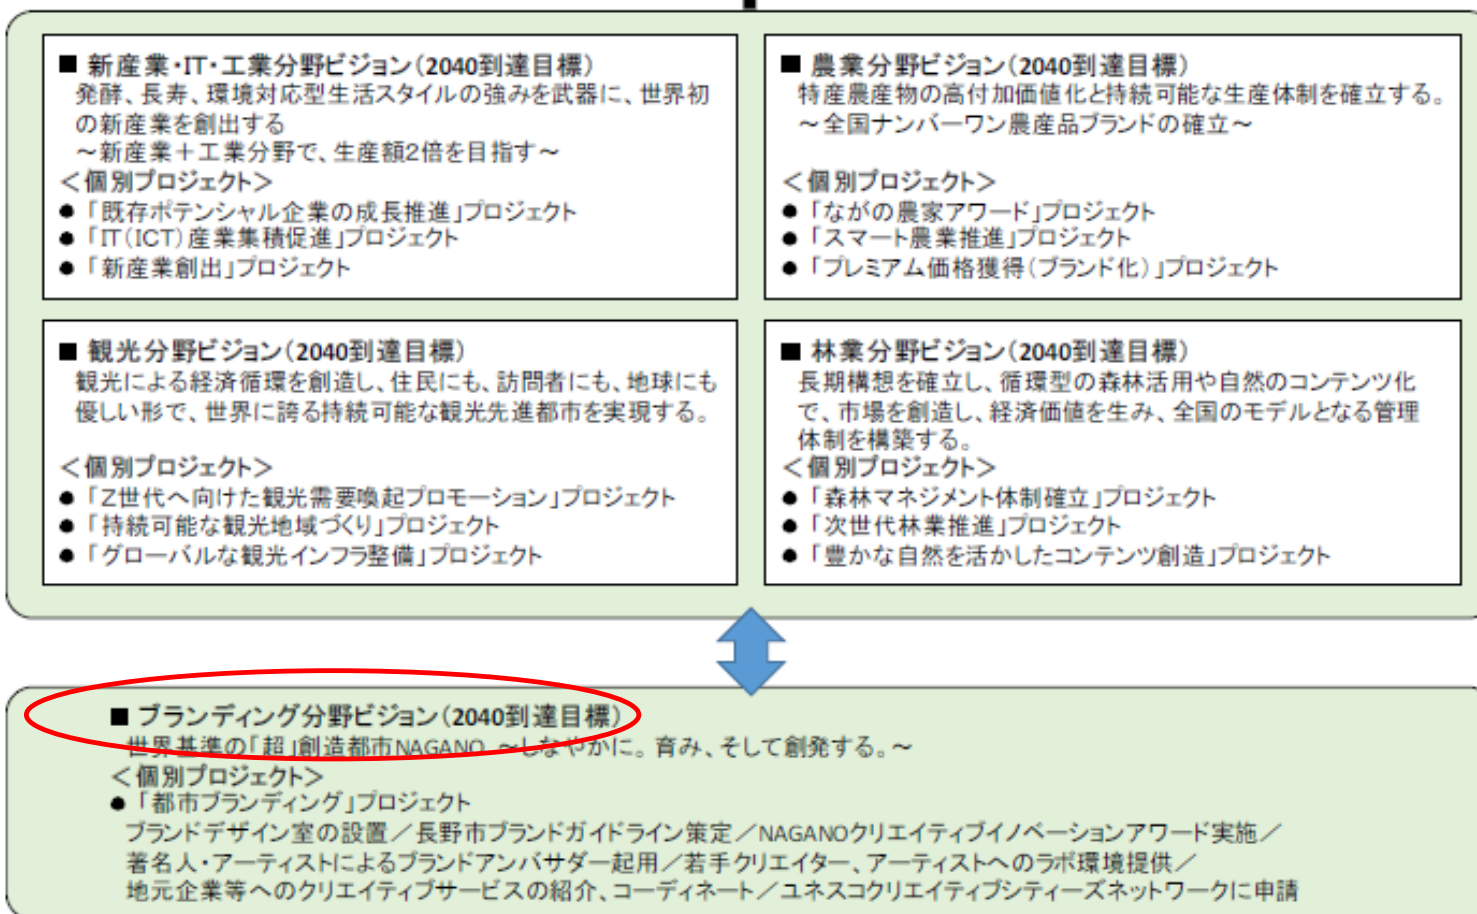 ■ 新産業・IT・工業分野ビジョン（2040到達目標）
発酵、長寿、環境対応型生活スタイルの強みを武器に、世界初
の新産業を創出する
～新産業＋工業分野で、生産額2倍を目指す～
＜個別プロジェクト＞
●「既存ポテンシャル企業の成長推進」プロジェクト
●「IT（ICT）産業集積促進」プロジェクト
●「新産業創出」プロジェクト
■ 農業分野ビジョン（2040到達目標）
特産農産物の高付加価値化と持続可能な生産体制を確立する。
～全国ナンバーワン農産品ブランドの確立～
＜個別プロジェクト＞
●「ながの農家アワード」プロジェクト
●「スマート農業推進」プロジェクト
●「プレミアム価格獲得（ブランド化）」プロジェクト
■ 観光分野ビジョン（2040到達目標）
観光による経済循環を創造し、住民にも、訪問者にも、地球にも
優しい形で、世界に誇る持続可能な観光先進都市を実現する。
＜個別プロジェクト＞
●「Z世代へ向けた観光需要喚起プロモーション」プロジェクト
●「持続可能な観光地域づくり」プロジェクト
●「グローバルな観光インフラ整備」プロジェクト
■ 林業分野ビジョン（2040到達目標）
長期構想を確立し、循環型の森林活用や自然のコンテンツ化
で、市場を創造し、経済価値を生み、全国のモデルとなる管理
体制を構築する。
＜個別プロジェクト＞
●「森林マネジメント体制確立」プロジェクト
●「次世代林業推進」プロジェクト
●「豊かな自然を活かしたコンテンツ創造」プロジェクト
■ ブランディング分野ビジョン（2040到達目標）
世界基準の「超」創造都市NAGANO ～しなやかに。育み、そして創発する。～
＜個別プロジェクト＞
●「都市ブランディング」プロジェクト
ブランドデザイン室の設置／長野市ブランドガイドライン策定／NAGANOクリエイティブイノベーションアワード実施／
著名人・アーティストによるブランドアンバサダー起用／若手クリエイター、アーティストへのラボ環境提供／
地元企業等へのクリエイティブサービスの紹介、コーディネート／ユネスコクリエイティブシティーズネットワークに申請